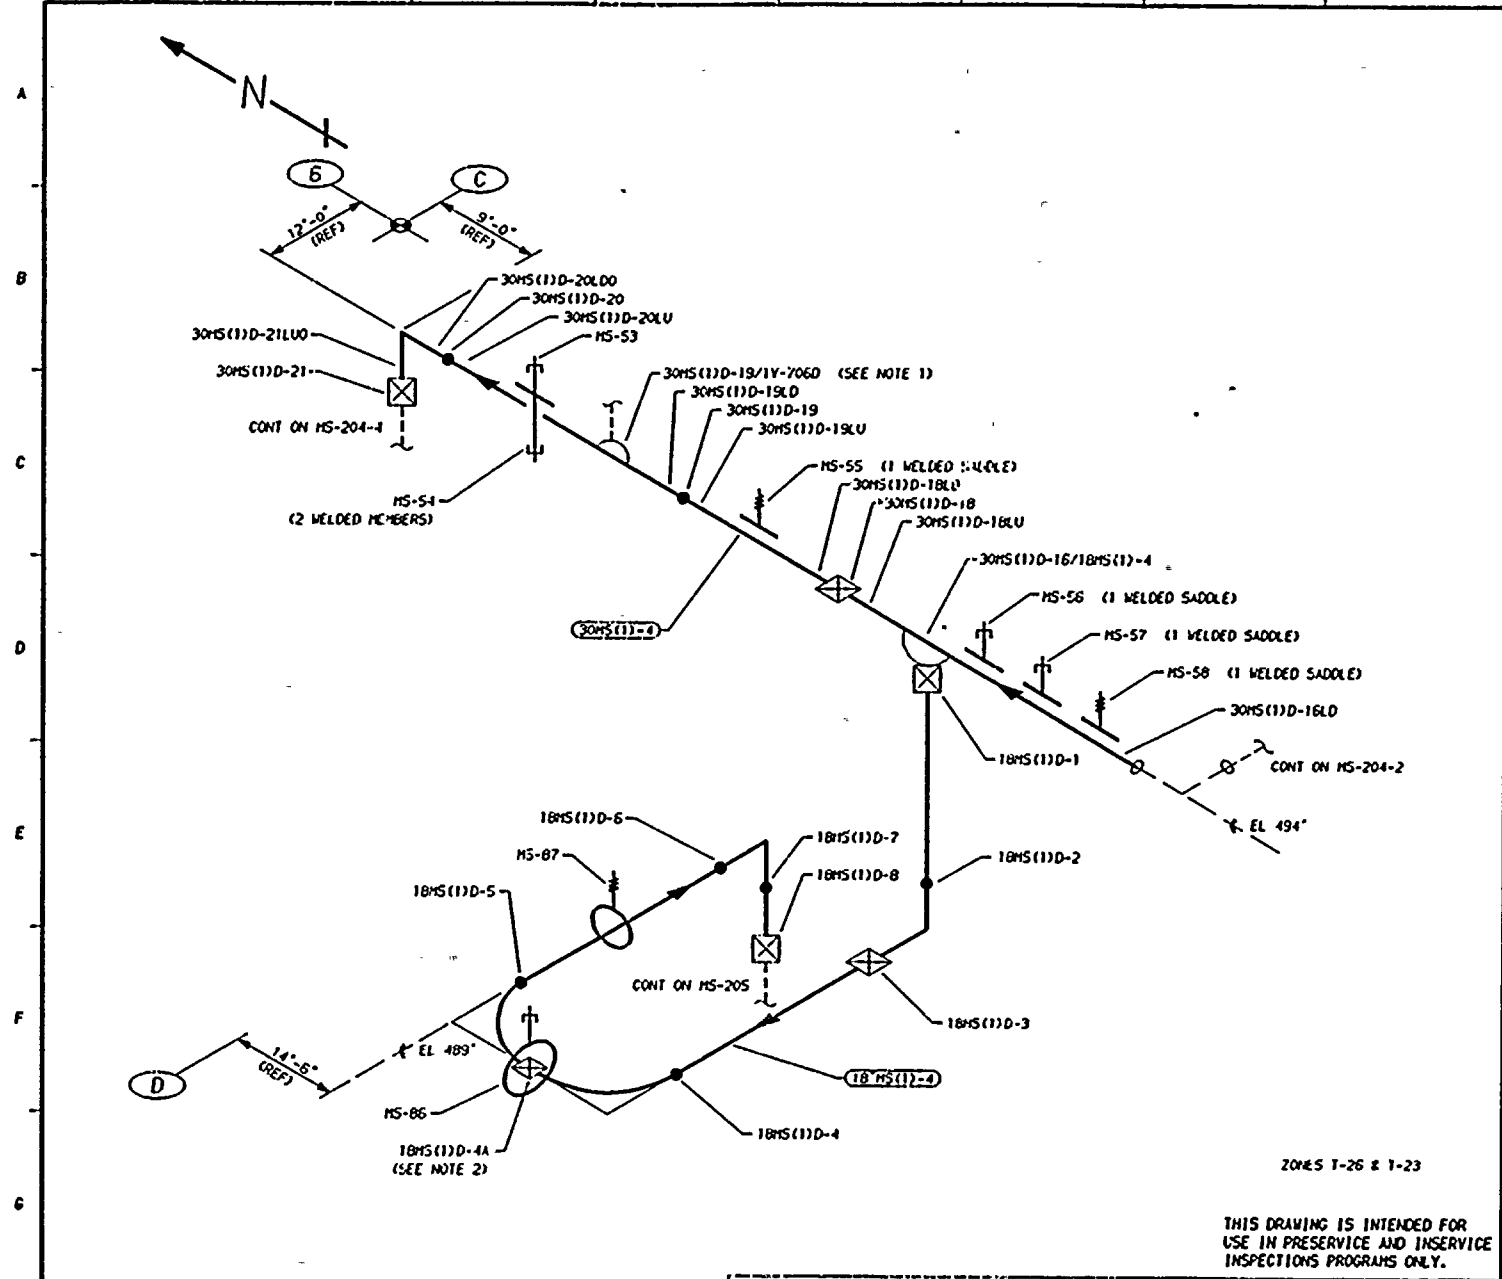 A
N
6
C
12'-0"
(REF)
9'-0"
(REF)
B
30MS(1)D-20LDO
30MS(1)D-20
30MS(1)D-20LU
MS-53
30MS(1)D-21LUO
30MS(1)D-21
CONT ON MS-204-4
30MS(1)D-19/1Y-706D (SEE NOTE 1)
30MS(1)D-19LD
30MS(1)D-19
30MS(1)D-19LU
C
MS-54
(2 WELDED MEMBERS)
MS-55 (1 WELDED SADDLE)
30MS(1)D-18LD
30MS(1)D-18
30MS(1)D-18LU
30MS(1)D-16/18MS(1)-4
MS-56 (1 WELDED SADDLE)
30MS(1)-4
D
MS-57 (1 WELDED SADDLE)
MS-58 (1 WELDED SADDLE)
30MS(1)D-16LD
18MS(1)D-1
CONT ON MS-204-2
E
EL 494'
18MS(1)D-6
MS-87
18MS(1)D-5
18MS(1)D-7
18MS(1)D-8
18MS(1)D-2
CONT ON MS-205
F
18MS(1)D-3
EL 489'
14'-6"
(REF)
D
18 MS(1)-4
MS-86
18MS(1)D-4
18MS(1)D-4A
(SEE NOTE 2)
ZONES T-26 & T-23
G
THIS DRAWING IS INTENDED FOR
USE IN PRESERVICE AND INSERVICE
INSPECTIONS PROGRAMS ONLY.